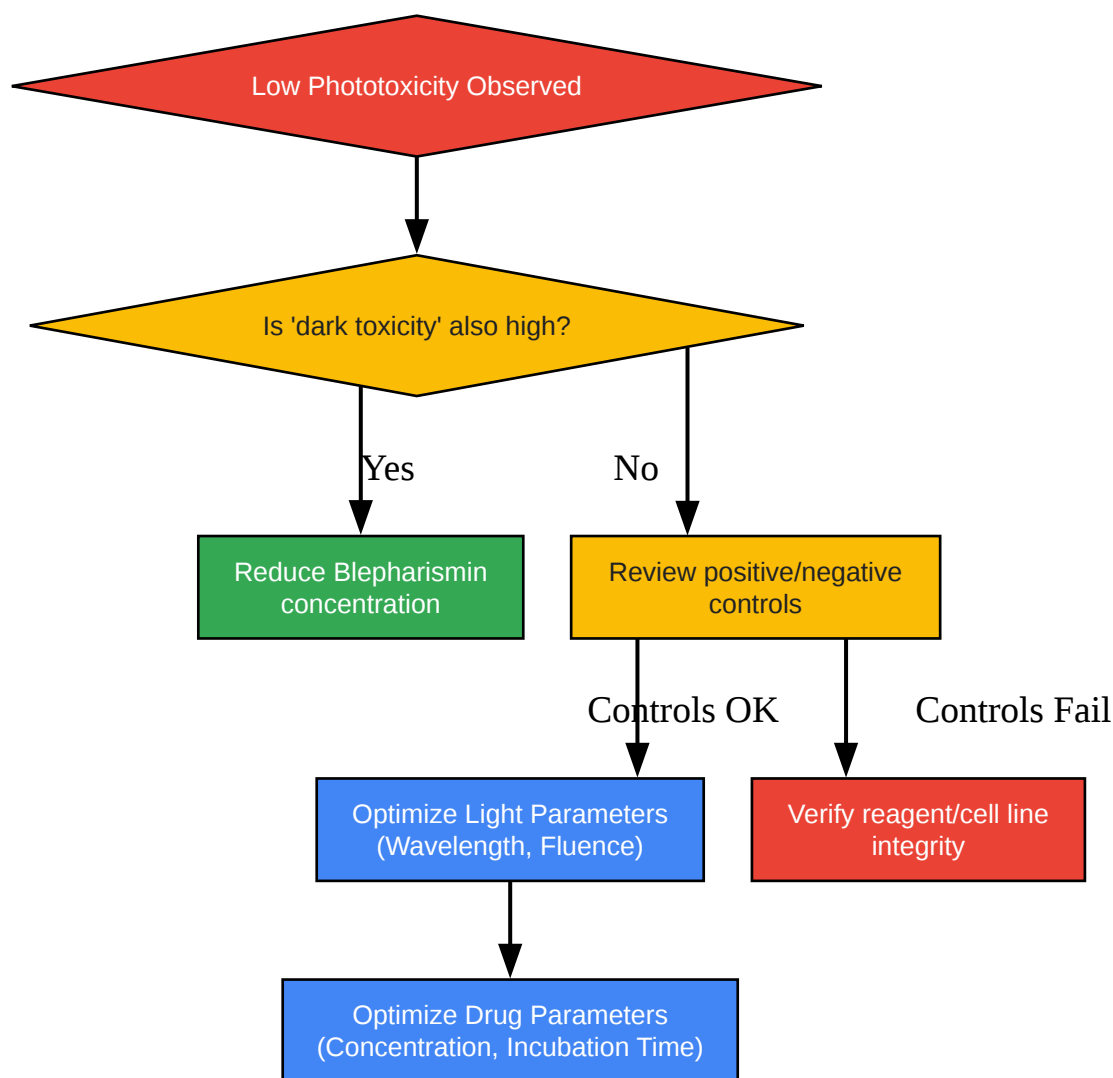 Low Phototoxicity Observed
Is 'dark toxicity' also high?
Yes
No
Reduce Blepharismin
concentration
Review positive/negative
controls
Controls OK
Controls Fail
Optimize Light Parameters
(Wavelength, Fluence)
Verify reagent/cell line
integrity
Optimize Drug Parameters
(Concentration, Incubation Time)